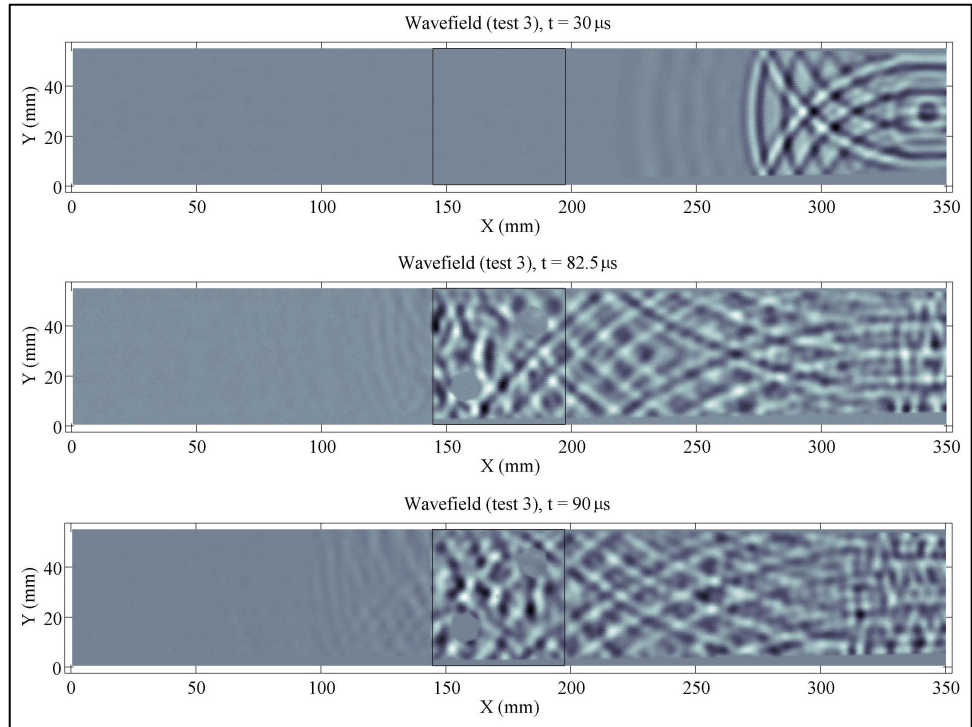 Wavefield (test 3), t = 30 μs
Y (mm)
40
20
0
0 50 100 150 200 250 300 350
X (mm)
Wavefield (test 3), t = 82.5 μs
Y (mm)
40
20
0
0 50 100 150 200 250 300 350
X (mm)
Wavefield (test 3), t = 90 μs
Y (mm)
40
20
0
0 50 100 150 200 250 300 350
X (mm)